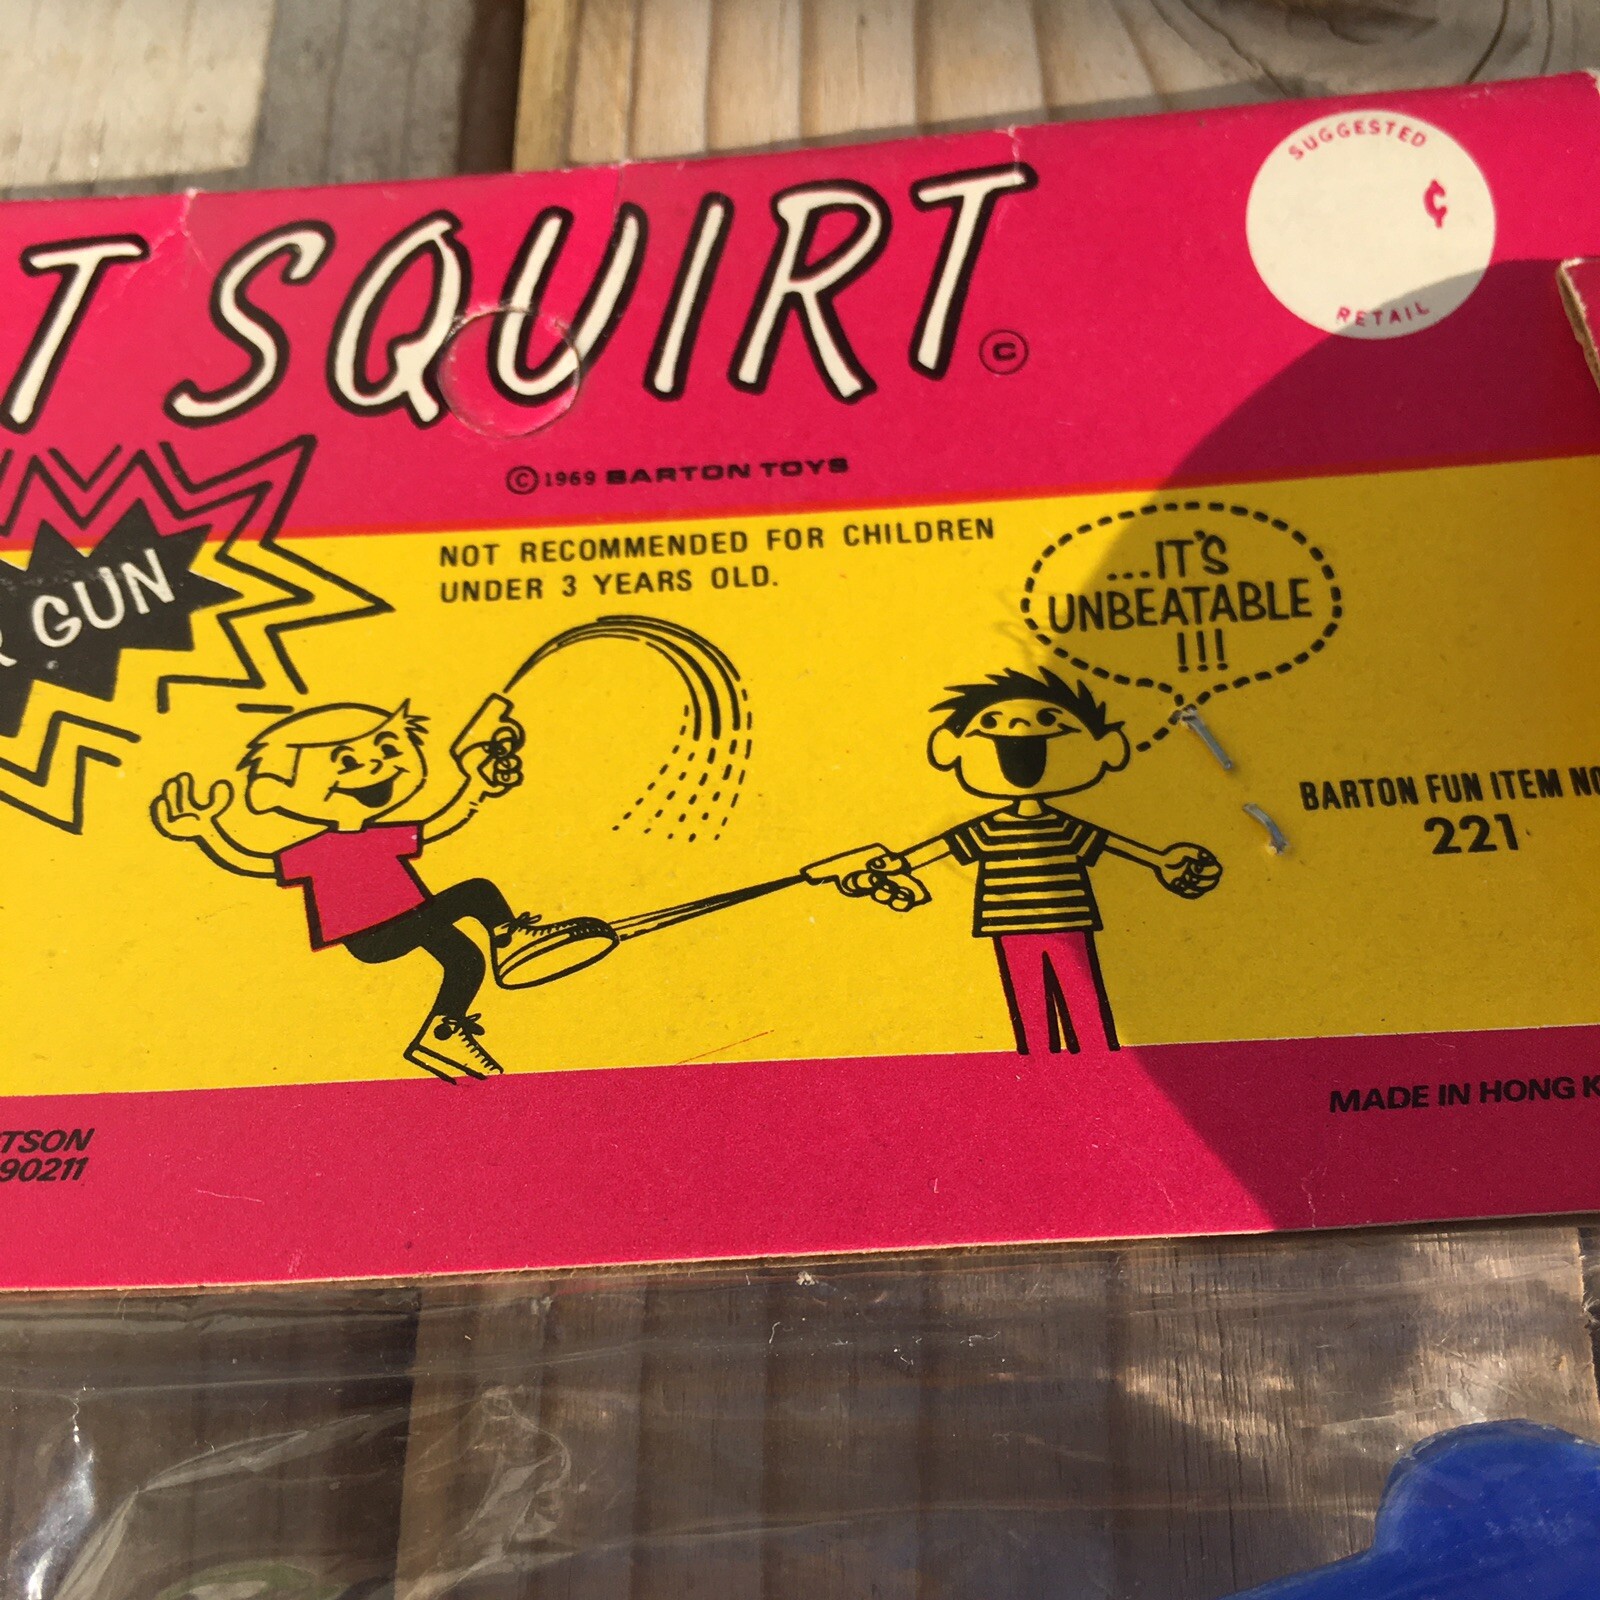 T SQUIRT ©
SUGGESTED
¢
RETAIL
© 1969 BARTON TOYS
NOT RECOMMENDED FOR CHILDREN
UNDER 3 YEARS OLD.
R GUN
...IT'S
UNBEATABLE
!!!
BARTON FUN ITEM NO
221
MADE IN HONG K
TSON
90211